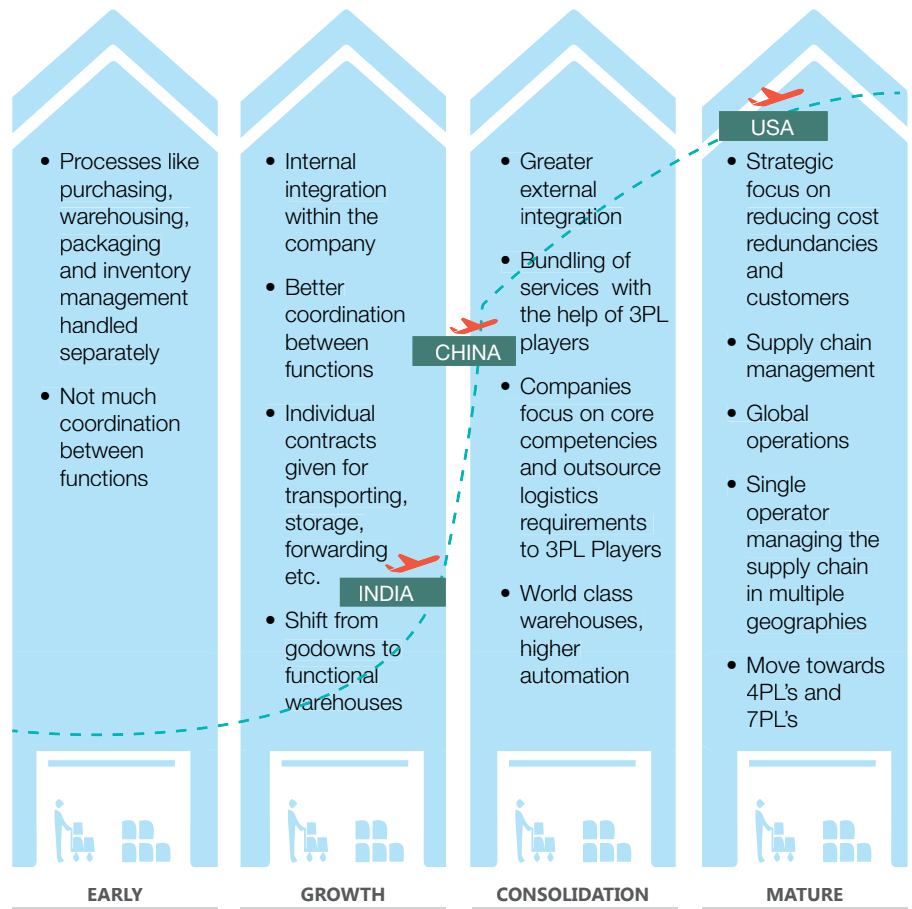 • Processes like
purchasing,
warehousing,
packaging
and inventory
management
handled
separately
• Not much
coordination
between
functions
EARLY
• Internal
integration
within the
company
• Better
coordination
between
functions
• Individual
contracts
given for
transporting,
storage,
forwarding
etc.
INDIA
• Shift from
godowns to
functional
warehouses
GROWTH
CHINA
• Greater
external
integration
• Bundling of
services with
the help of 3PL
players
• Companies
focus on core
competencies
and outsource
logistics
requirements
to 3PL Players
• World class
warehouses,
higher
automation
CONSOLIDATION
USA
• Strategic
focus on
reducing cost
redundancies
and
customers
• Supply chain
management
• Global
operations
• Single
operator
managing the
supply chain
in multiple
geographies
• Move towards
4PL's and
7PL's
MATURE